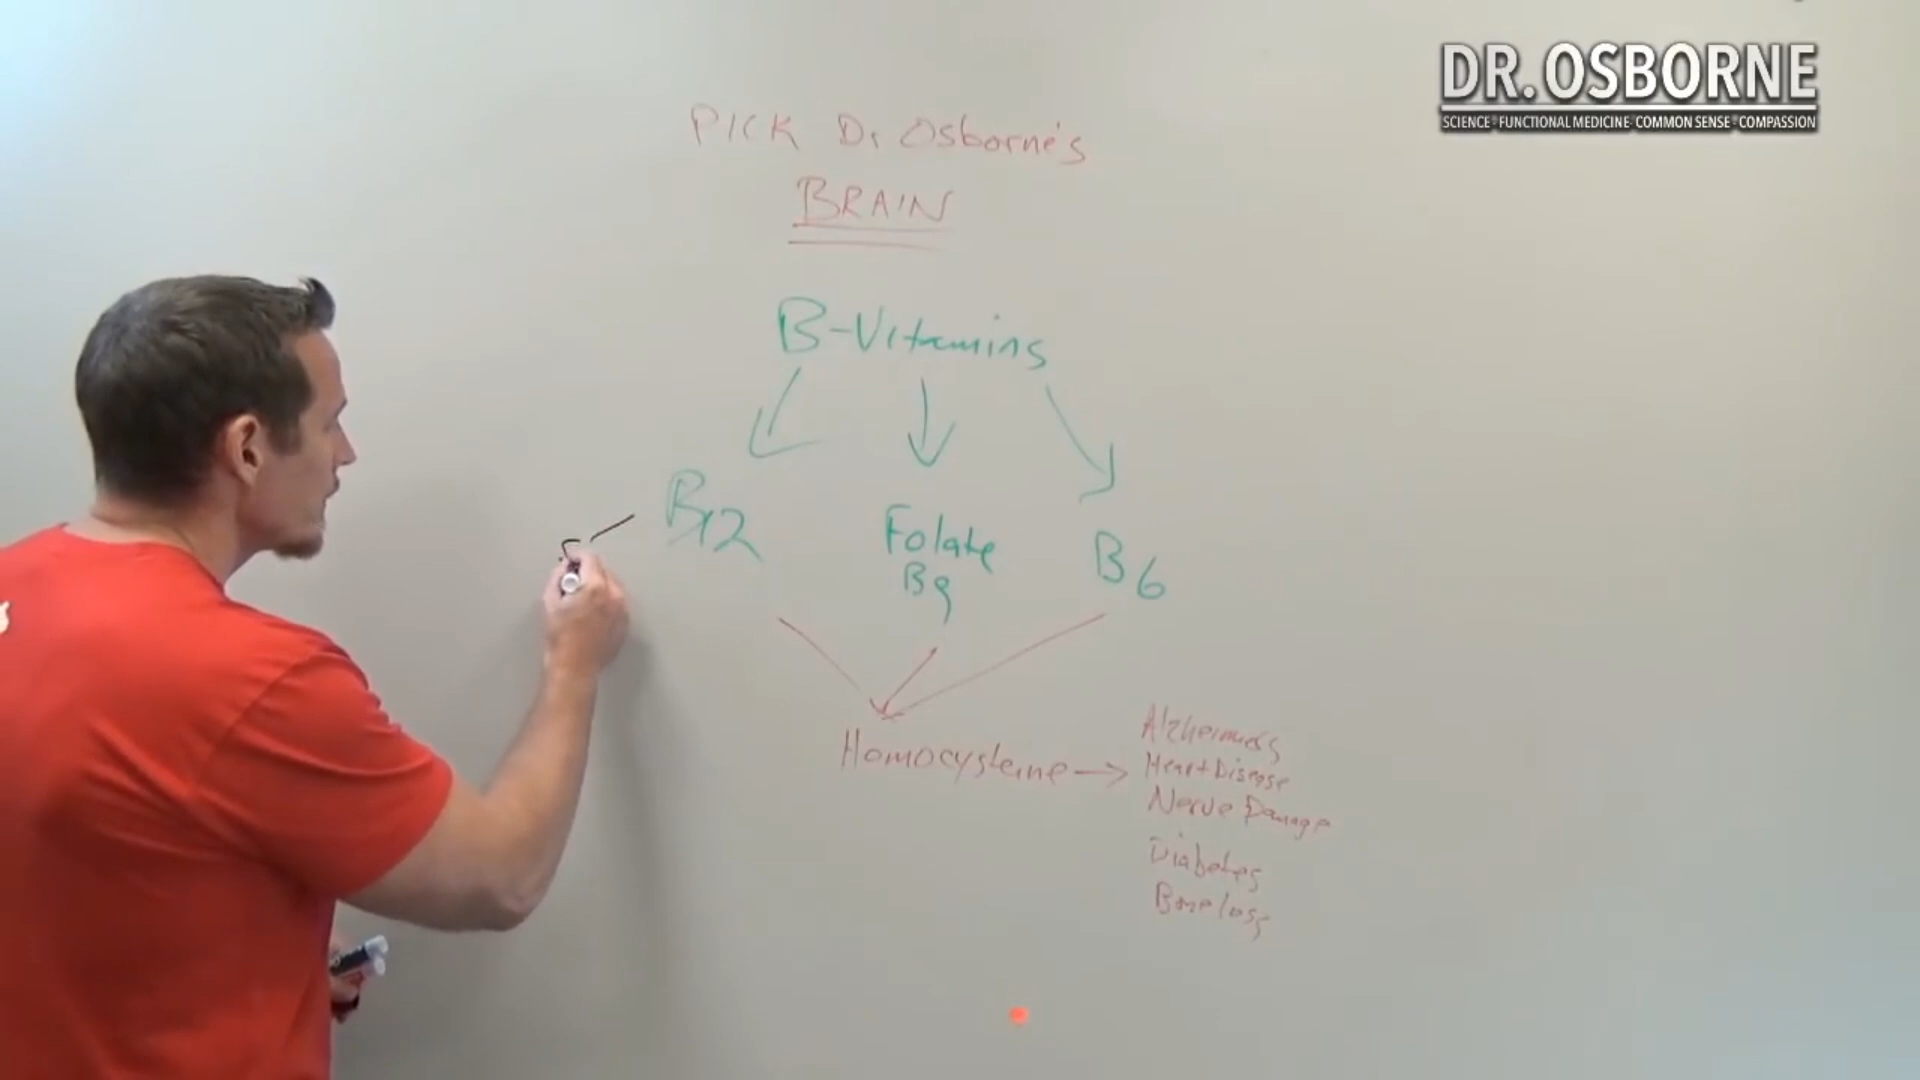 DR. OSBORNE
SCIENCE • FUNCTIONAL MEDICINE • COMMON SENSE • COMPASSION
PICK Dr Osborne's
BRAIN
B-Vitamins
B12
Folate
B9
B6
Homocysteine
Alzheimers
Heart Disease
Nerve Damage
Diabetes
Bone loss